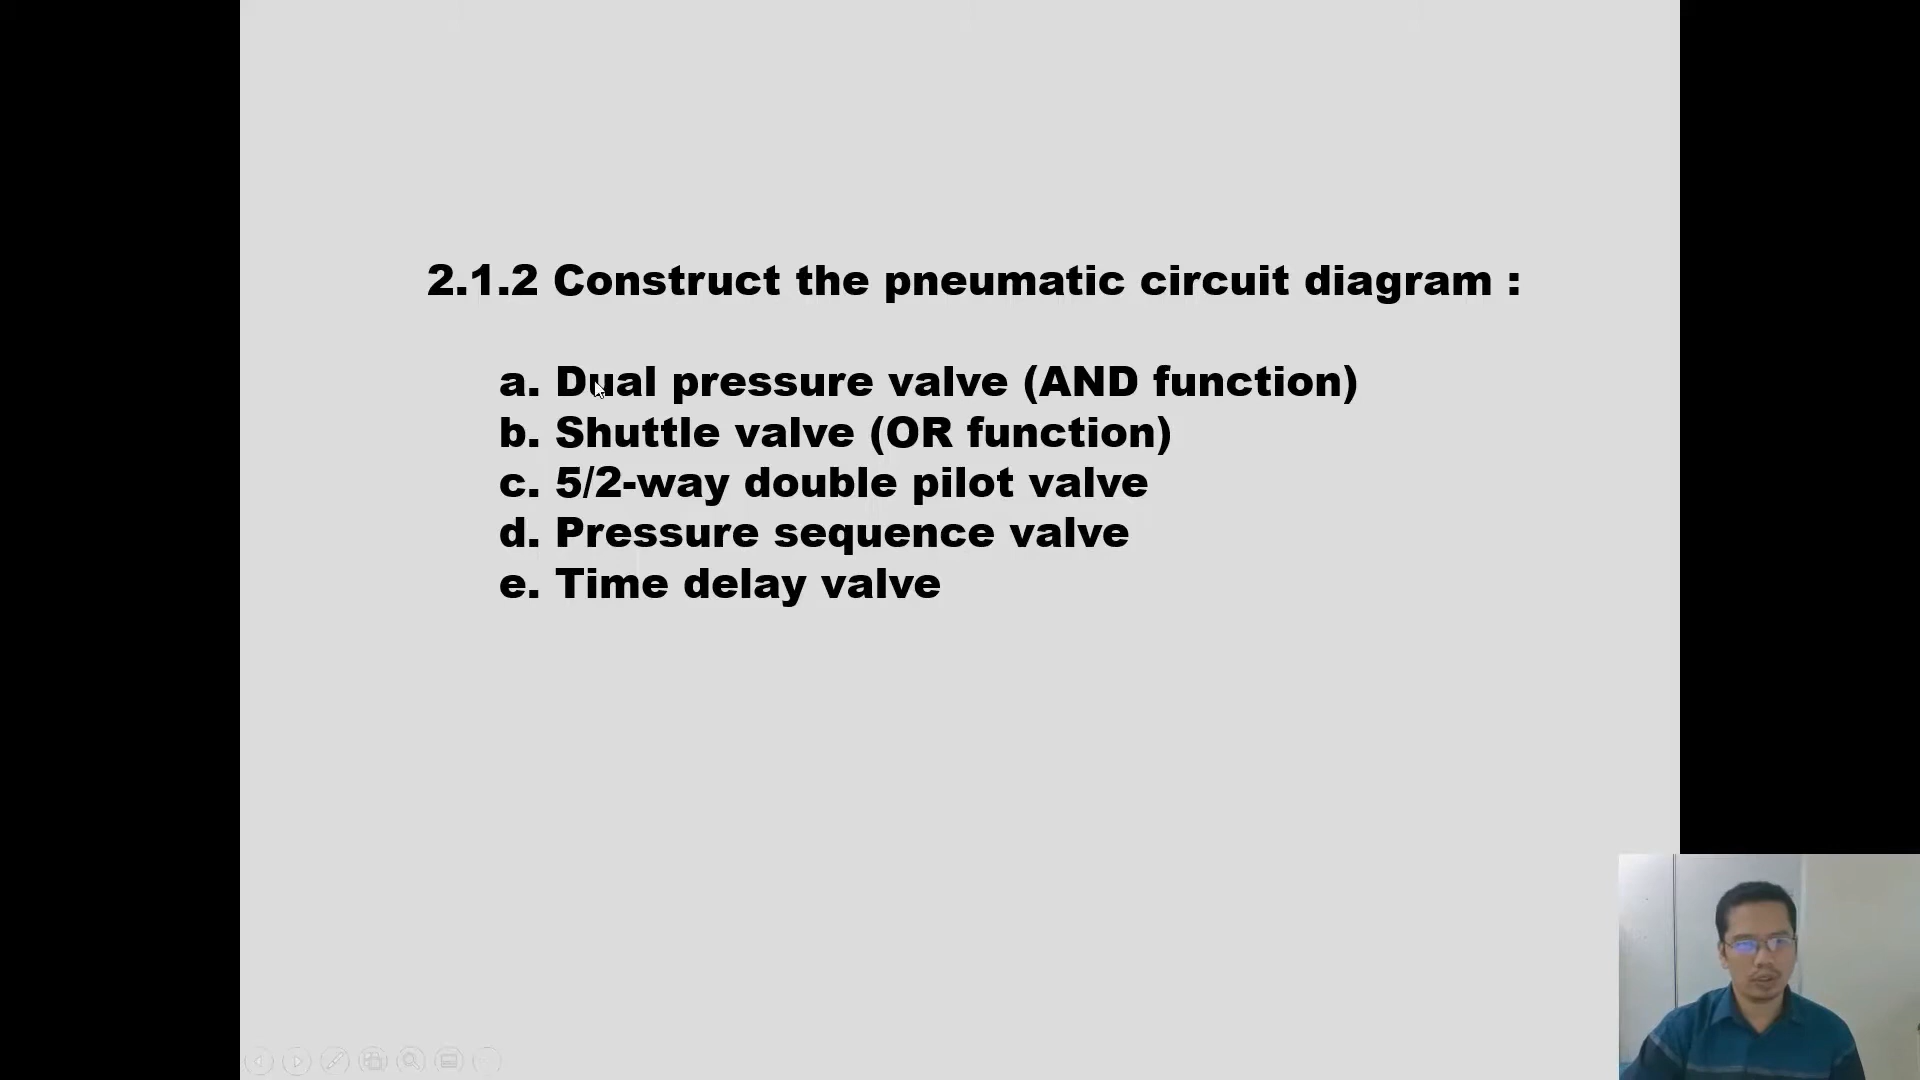 2.1.2 Construct the pneumatic circuit diagram :
a. Dual pressure valve (AND function)
b. Shuttle valve (OR function)
c. 5/2-way double pilot valve
d. Pressure sequence valve
e. Time delay valve